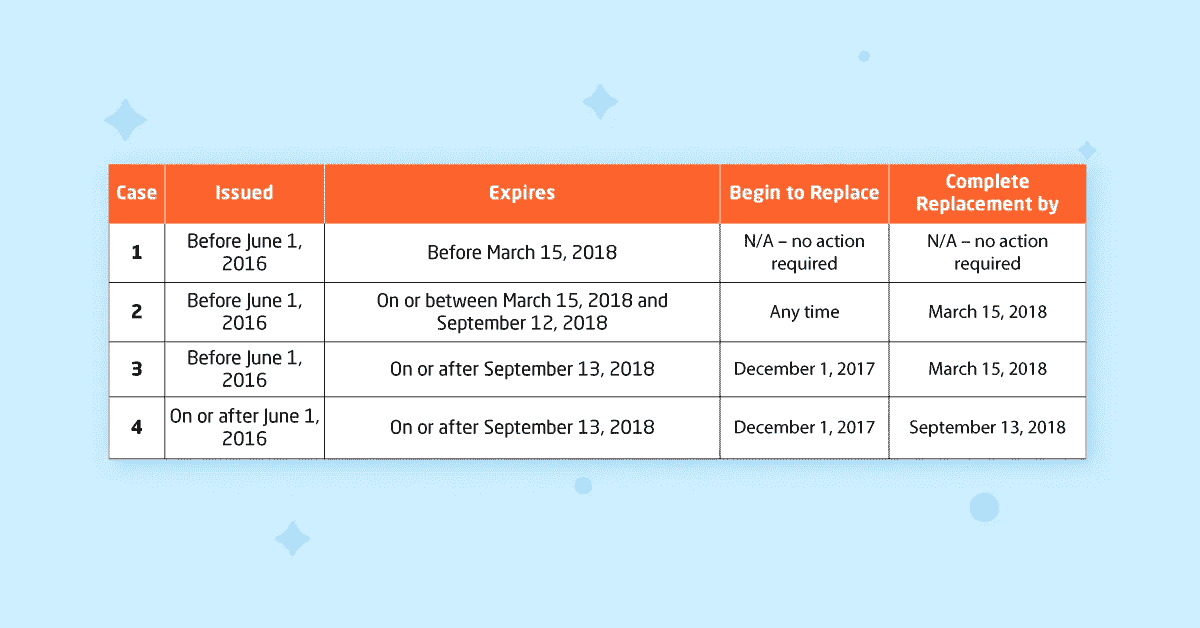 Case Issued Expires Begin to Replace Complete
Replacement by
1 Before June 1,
2016 Before March 15, 2018 N/A – no action
required N/A – no action
required
2 Before June 1,
2016 On or between March 15, 2018 and
September 12, 2018 Any time March 15, 2018
3 Before June 1,
2016 On or after September 13, 2018 December 1, 2017 March 15, 2018
4 On or after June 1,
2016 On or after September 13, 2018 December 1, 2017 September 13, 2018